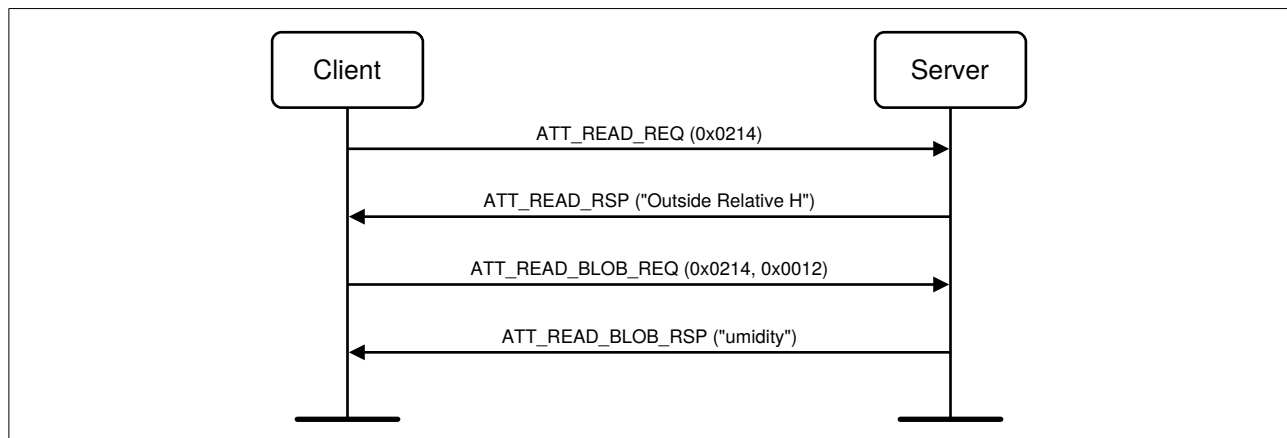 Client
Server
ATT_READ_REQ (0x0214)
ATT_READ_RSP ("Outside Relative H")
ATT_READ_BLOB_REQ (0x0214, 0x0012)
ATT_READ_BLOB_RSP ("umidity")